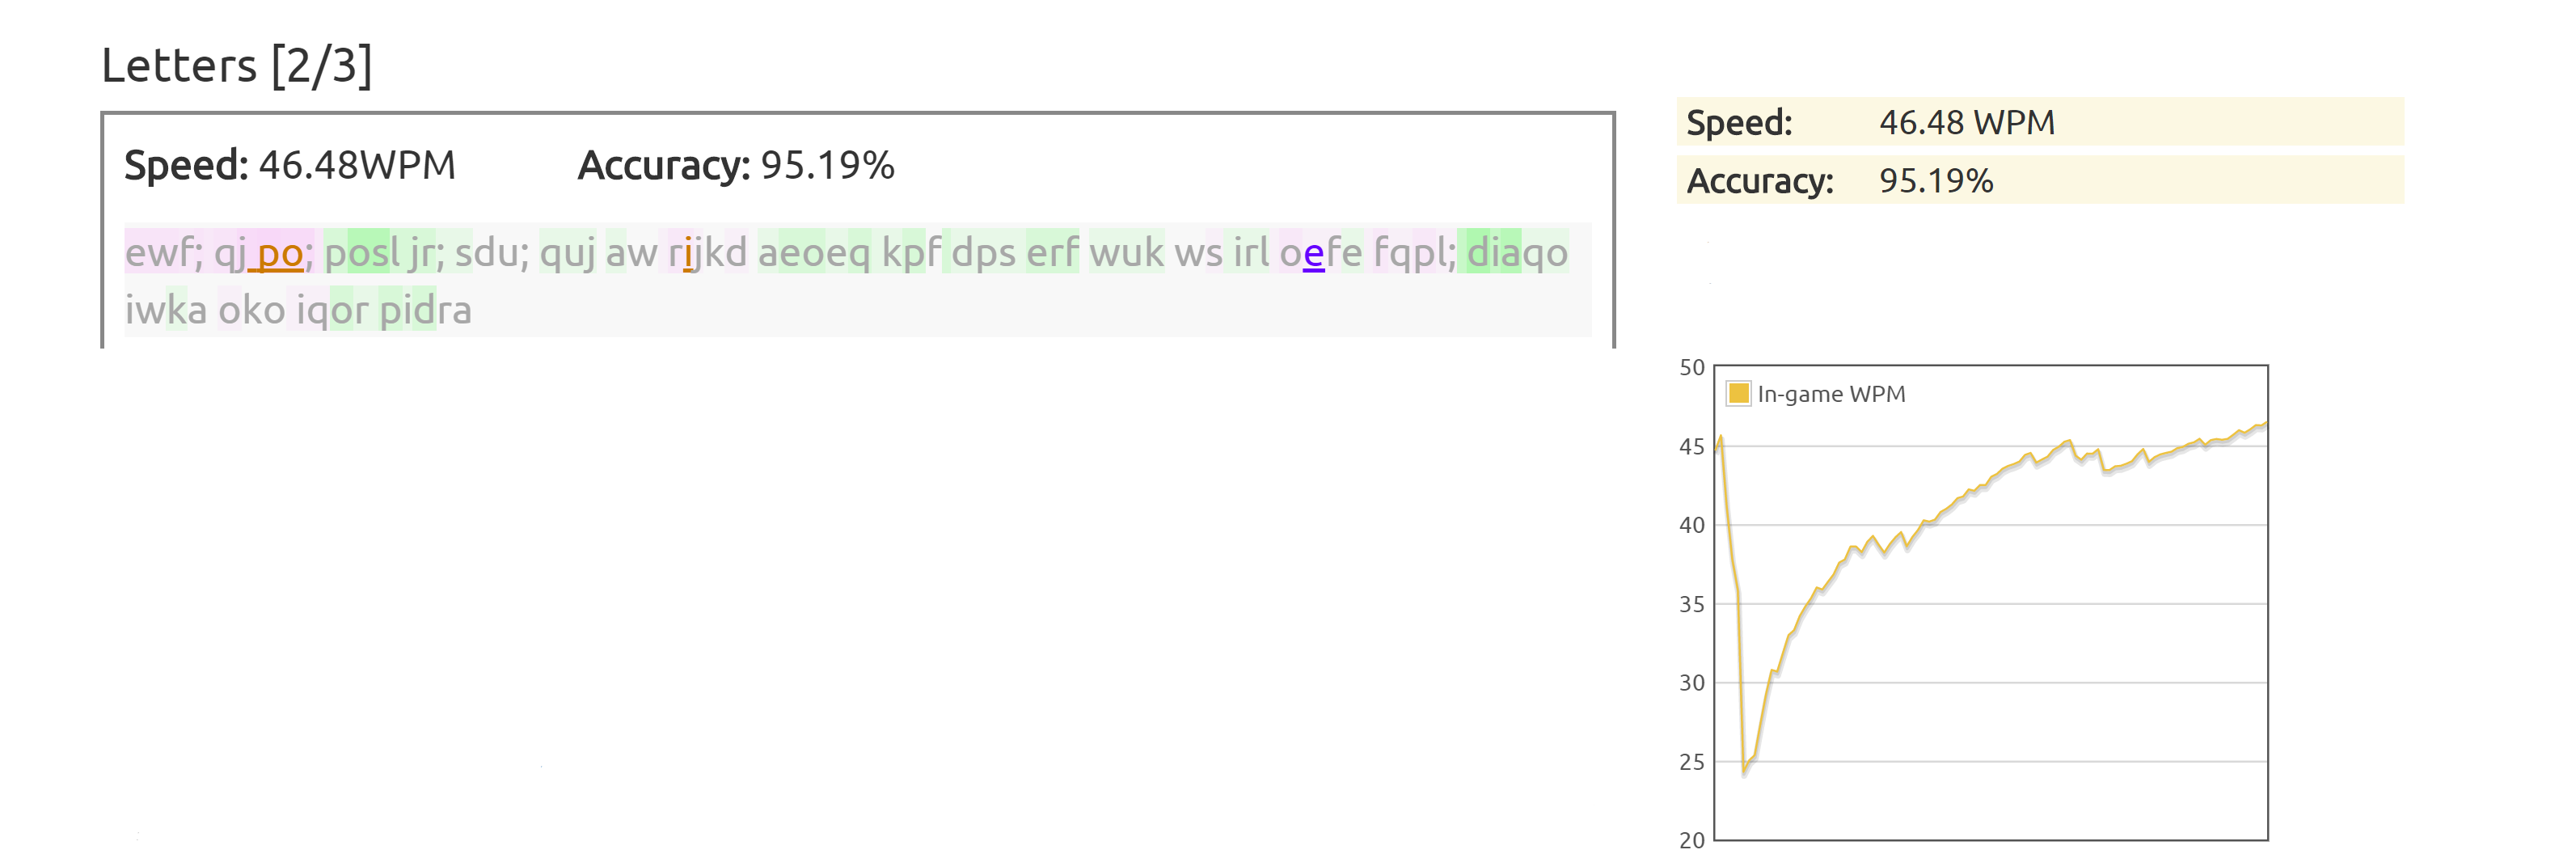 Letters [2/3]
Speed: 46.48WPM Accuracy: 95.19%
ewf; qj po; posl jr; sdu; quj aw rijkd aeoeq kpf dps erf wuk ws irl oefe fqpl; diaqo
iwka oko iqor pidra
Speed: 46.48 WPM
Accuracy: 95.19%
50
In-game WPM
45
40
35
30
25
20